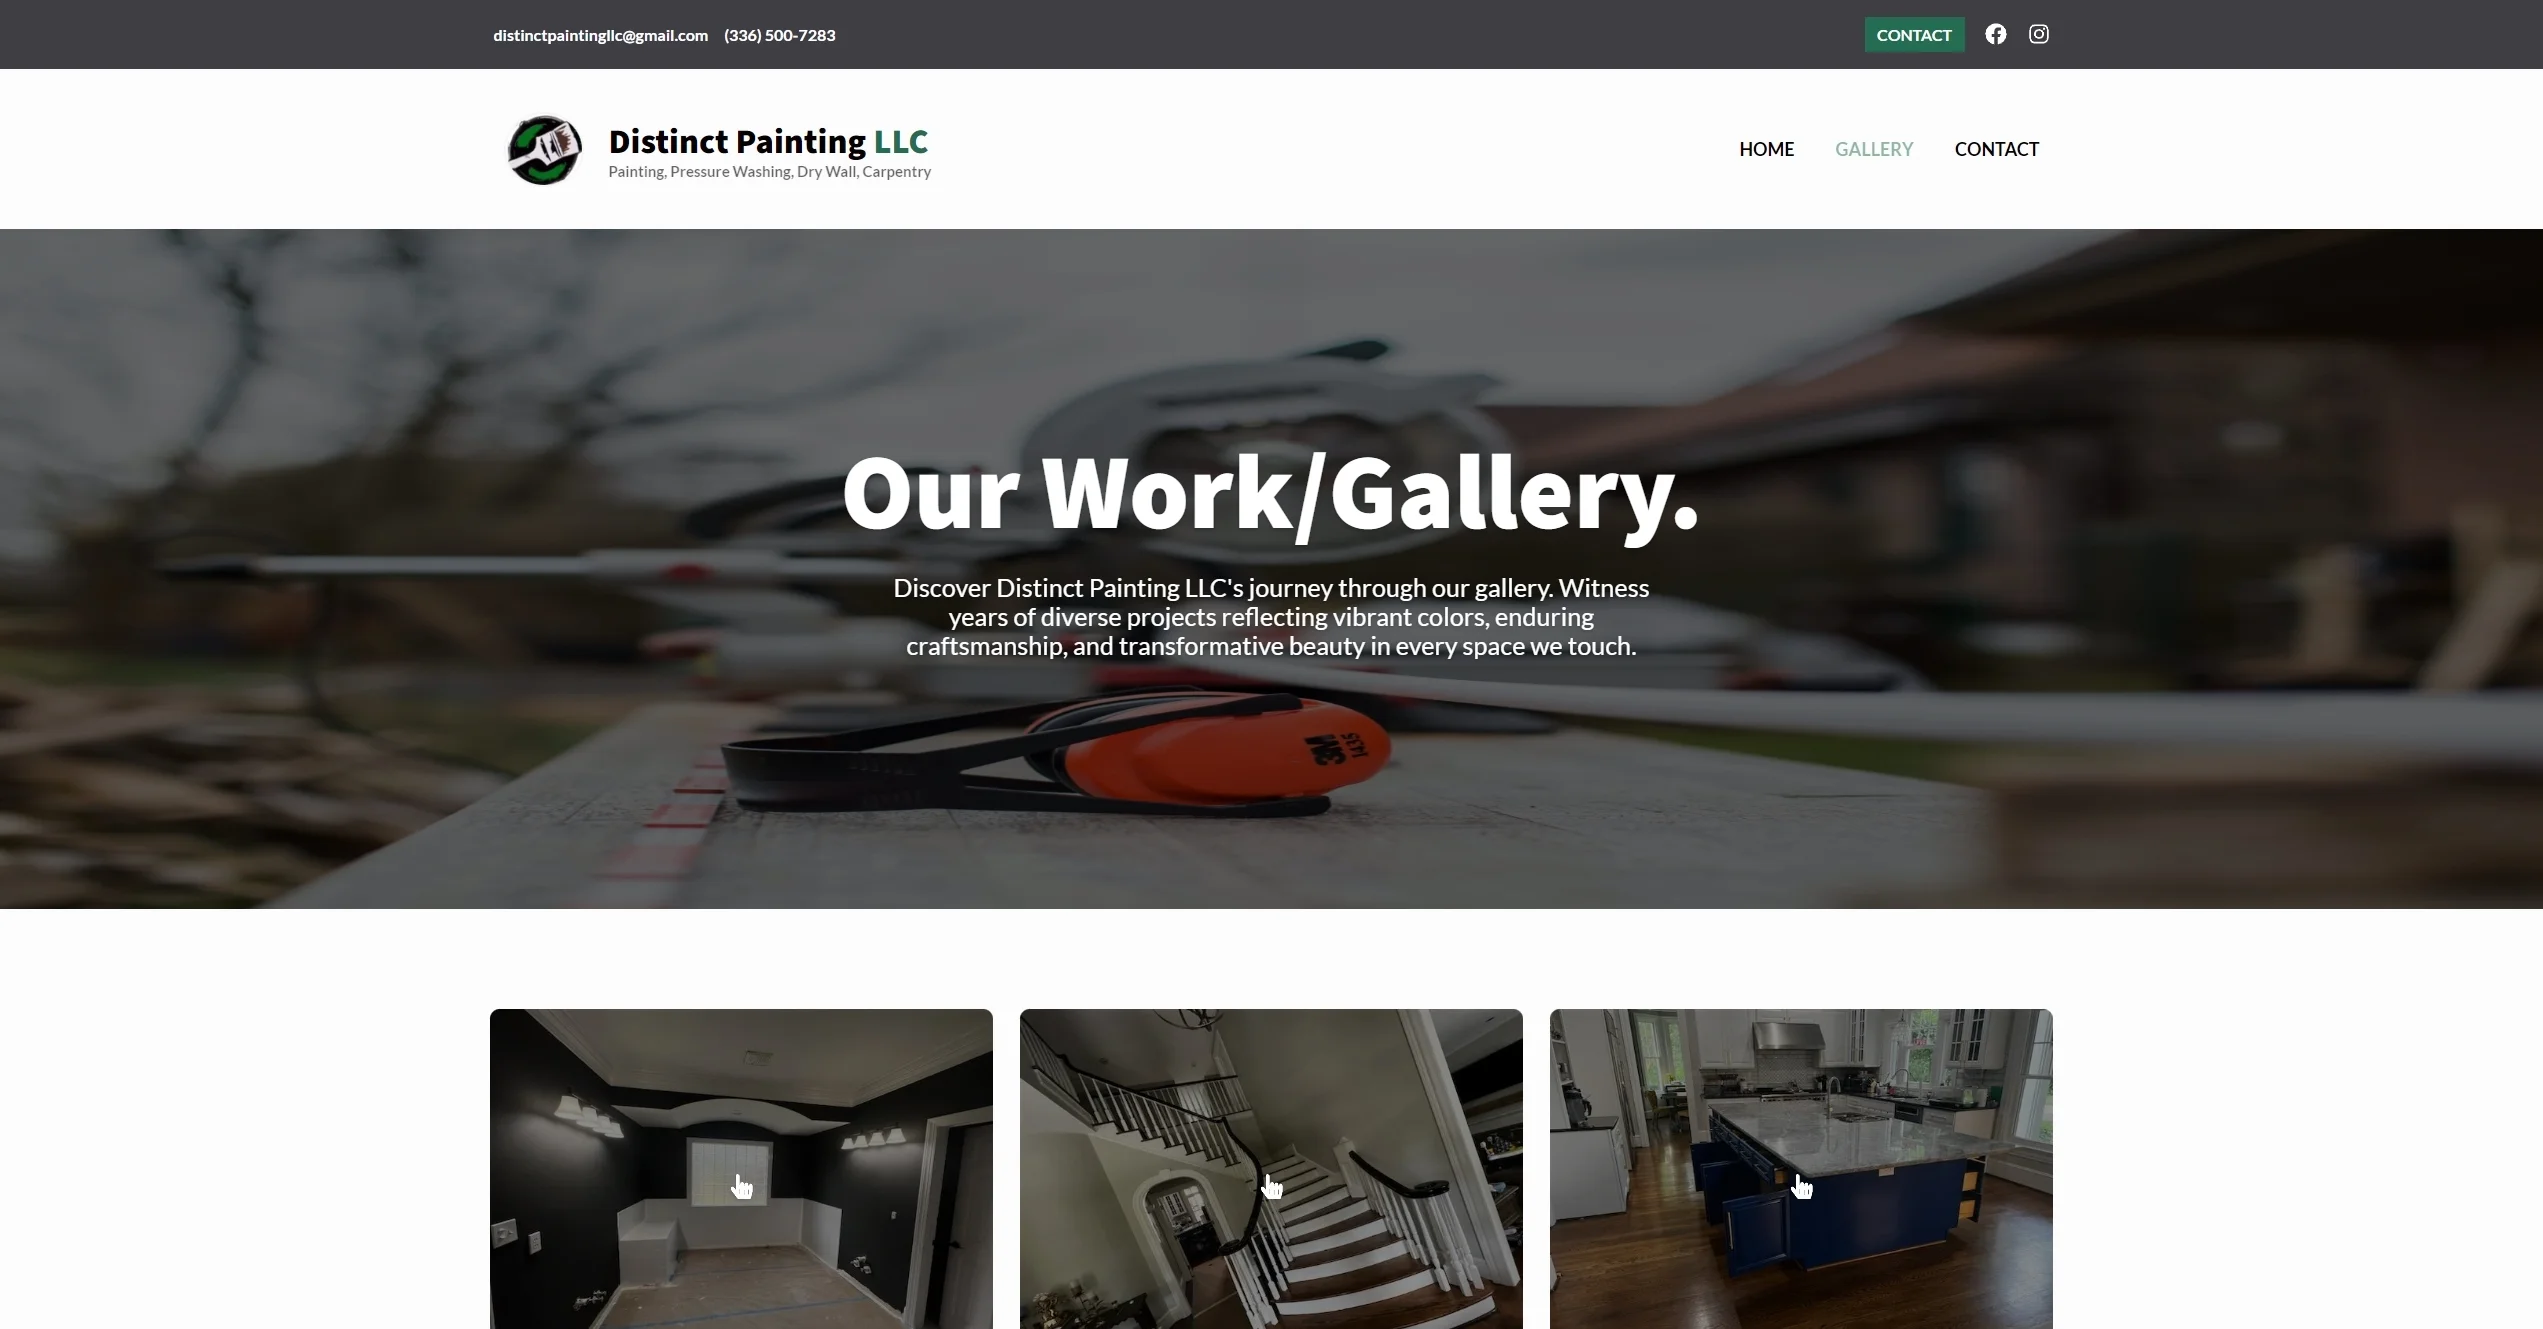 distinctpaintingllc@gmail.com (336) 500-7283
CONTACT
Distinct Painting LLC
Painting, Pressure Washing, Dry Wall, Carpentry
HOME GALLERY CONTACT
Our Work/Gallery.
Discover Distinct Painting LLC's journey through our gallery. Witness
years of diverse projects reflecting vibrant colors, enduring
craftsmanship, and transformative beauty in every space we touch.
3M 1435